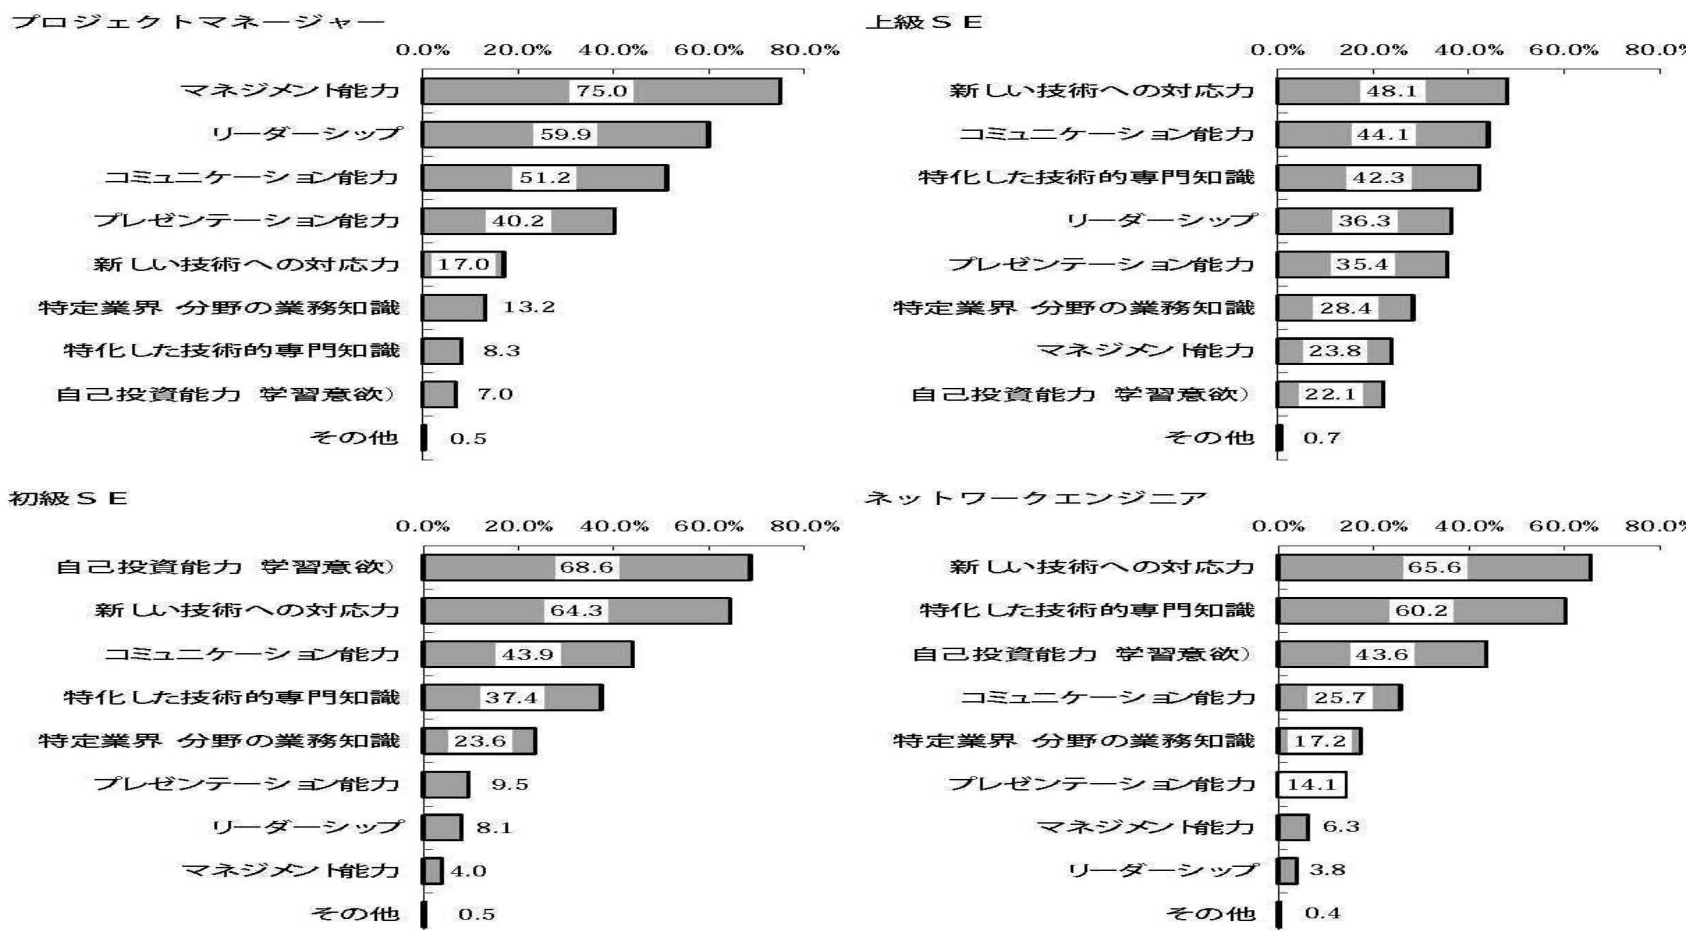 プロジェクトマネージャー
0.0% 20.0% 40.0% 60.0% 80.0%
マネジメント能力 75.0
リーダーシップ 59.9
コミュニケーション能力 51.2
プレゼンテーション能力 40.2
新しい技術への対応力 17.0
特定業界 分野の業務知識 13.2
特化した技術的専門知識 8.3
自己投資能力 学習意欲) 7.0
その他 0.5
上級SE
0.0% 20.0% 40.0% 60.0% 80.0%
新しい技術への対応力 48.1
コミュニケーション能力 44.1
特化した技術的専門知識 42.3
リーダーシップ 36.3
プレゼンテーション能力 35.4
特定業界 分野の業務知識 28.4
マネジメント能力 23.8
自己投資能力 学習意欲) 22.1
その他 0.7
初級SE
0.0% 20.0% 40.0% 60.0% 80.0%
自己投資能力 学習意欲) 68.6
新しい技術への対応力 64.3
コミュニケーション能力 43.9
特化した技術的専門知識 37.4
特定業界 分野の業務知識 23.6
プレゼンテーション能力 9.5
リーダーシップ 8.1
マネジメント能力 4.0
その他 0.5
ネットワークエンジニア
0.0% 20.0% 40.0% 60.0% 80.0%
新しい技術への対応力 65.6
特化した技術的専門知識 60.2
自己投資能力 学習意欲) 43.6
コミュニケーション能力 25.7
特定業界 分野の業務知識 17.2
プレゼンテーション能力 14.1
マネジメント能力 6.3
リーダーシップ 3.8
その他 0.4